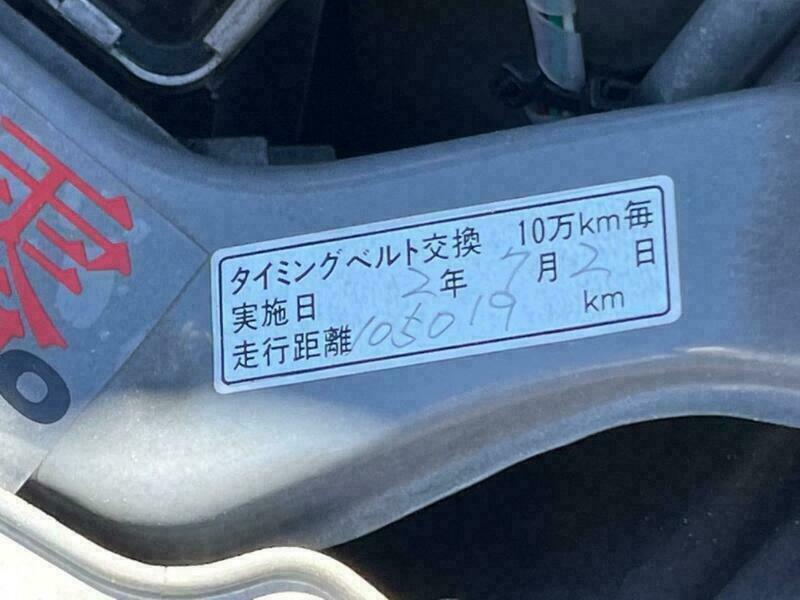 タイミングベルト交換 10万km毎
実施日 2年 7月 2日
走行距離 105019 km